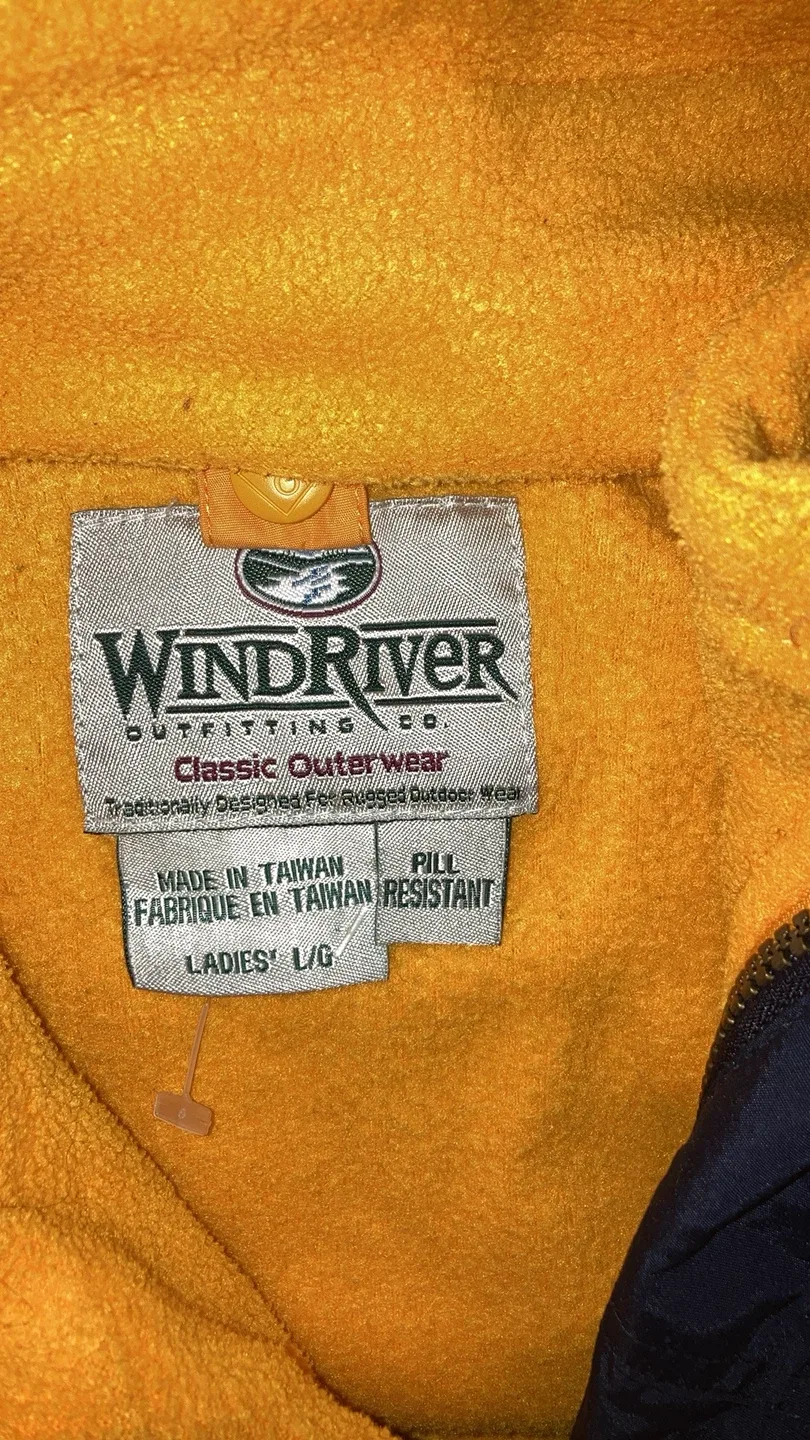 WINDRIVER
OUTFITTING CO.
Classic Outerwear
Traditionally Designed For Rugged Outdoor Wear
MADE IN TAIWAN
FABRIQUE EN TAIWAN
LADIES' L/G
PILL
RESISTANT